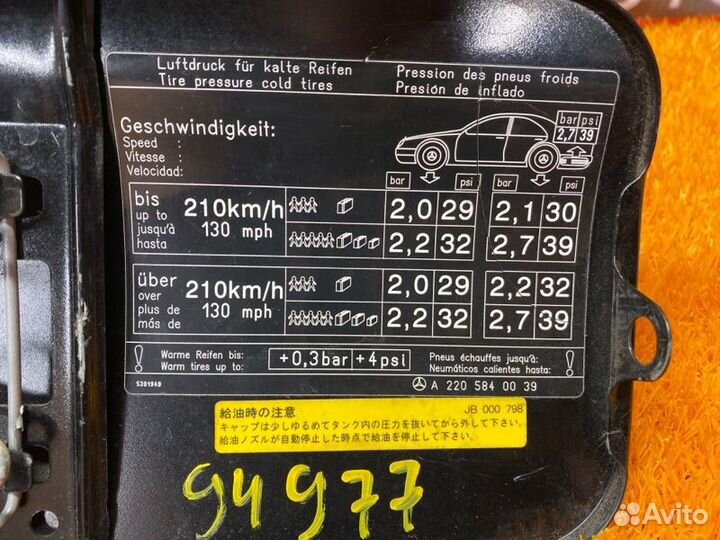 Luftdruck für kalte Reifen Pression des pneus froids
Tire pressure cold tires Presión de inflado
Geschwindigkeit:
Speed :
Vitesse :
Velocidad:
bar psi
2,7 39
bar psi bar psi
bis
up to
jusqu'à
hasta
210km/h
130 mph
2,0 29 2,1 30
2,2 32 2,7 39
über
over
plus de
más de
210km/h
130 mph
2,0 29 2,2 32
2,2 32 2,7 39
! Warme Reifen bis: +0,3bar +4psi Pneus échauffes jusqu'à: !
Warm tires up to: Neumáticos calientes hasta:
5301949 A 220 584 00 39
給油時の注意 JB 000 798
キャップは少しゆるめてタンク内の圧力を抜いてから外して下さい。
給油ノズルが自動停止した時点で給油を停止して下さい。
94977
Avito